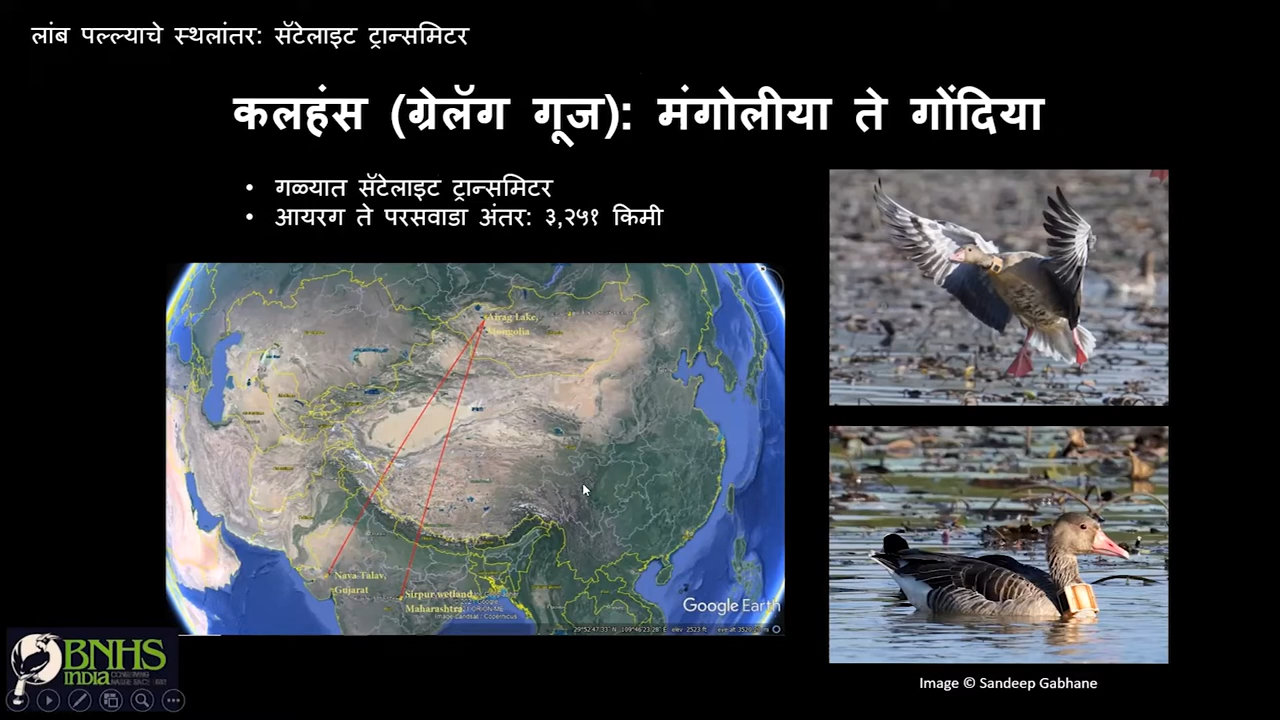 लांब पल्ल्याचे स्थलांतर: सॅटेलाइट ट्रान्समिटर
कलहंस (ग्रेलॅग गूज): मंगोलीया ते गोंदिया
• गळ्यात सॅटेलाइट ट्रान्समिटर
• आयरग ते परसवाडा अंतर: ३,२५१ किमी
Airag Lake,
Mongolia
Nava Talav,
Gujarat
Sirpur wetland,
Maharashtra,
Google Earth
BNHS
INDIA
Image © Sandeep Gabhane